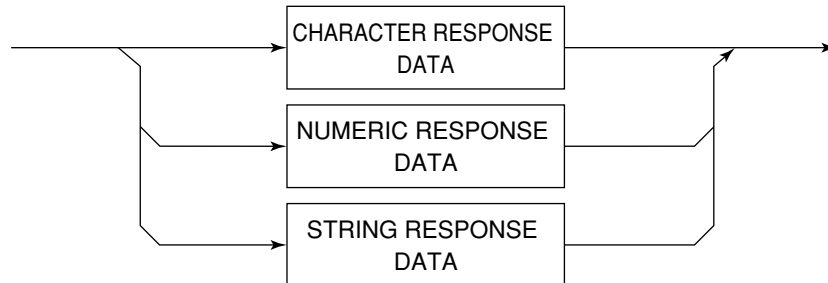 CHARACTER RESPONSE
DATA
NUMERIC RESPONSE
DATA
STRING RESPONSE
DATA